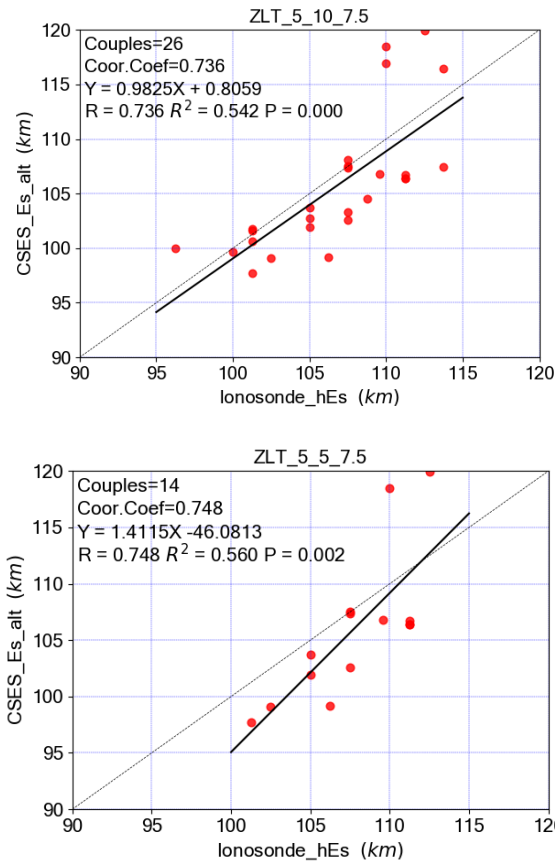 ZLT_5_10_7.5
Couples=26
Coor.Coef=0.736
Y = 0.9825X + 0.8059
R = 0.736 R² = 0.542 P = 0.000
120
115
110
105
100
95
90
CSES_Es_alt (km)
90 95 100 105 110 115 120
Ionosonde_hEs (km)
ZLT_5_5_7.5
Couples=14
Coor.Coef=0.748
Y = 1.4115X -46.0813
R = 0.748 R² = 0.560 P = 0.002
120
115
110
105
100
95
90
CSES_Es_alt (km)
90 95 100 105 110 115 120
Ionosonde_hEs (km)